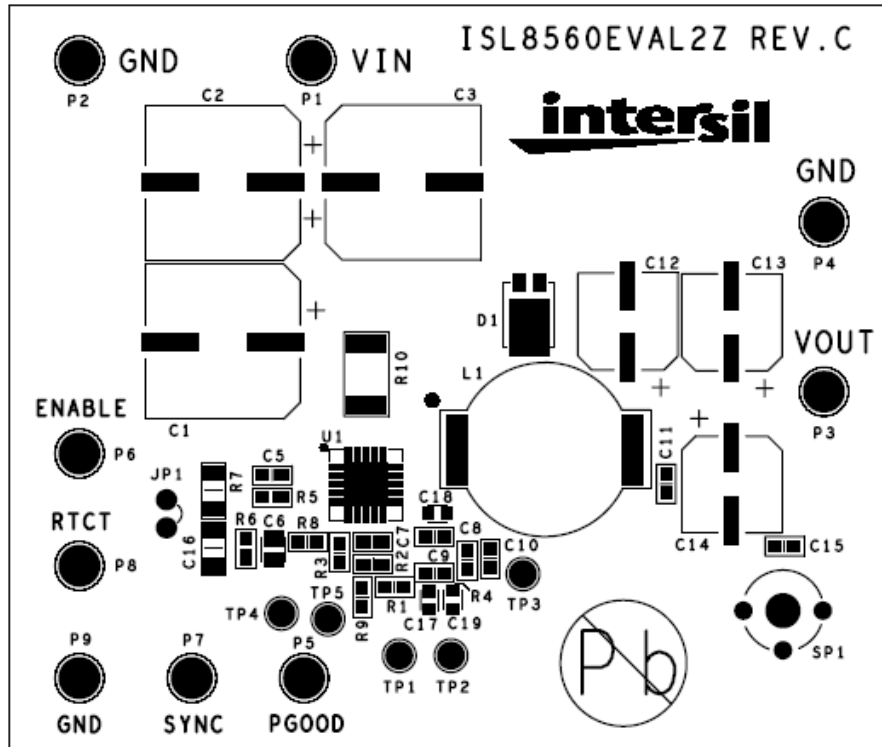 ISL8560EVAL2Z REV.C
GND
VIN
P2
C2
P1
C3
intersil
GND
P4
C12
C13
D1
VOUT
R10
L1
P3
ENABLE
C1
P6
U1
C11
JP1
R7
C5
R5
C18
RTCT
C16
R6
C6
R8
R3
C7
R2
C8
C9
C10
C14
C15
P8
TP4
TP5
R9
R1
C17
C19
R4
TP3
Pb
SP1
P9
P7
P5
TP1
TP2
GND
SYNC
PGOOD